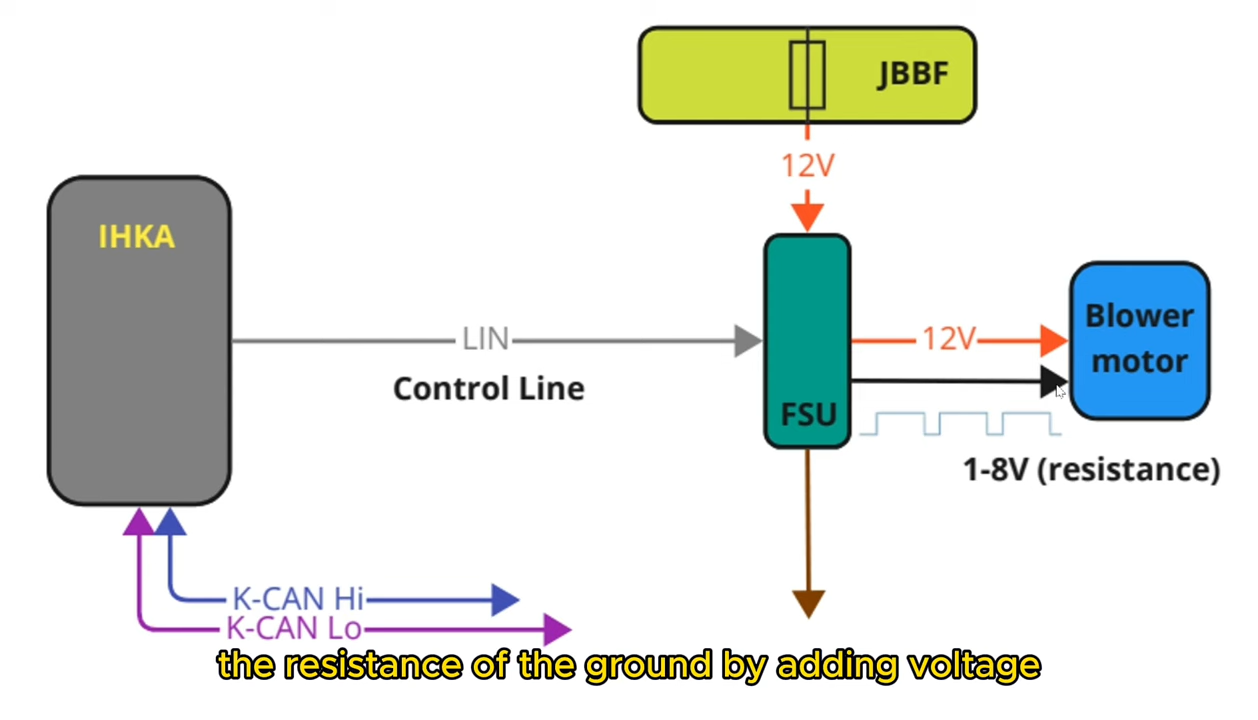 JBBF
12V
IHKA
LIN
Control Line
12V
Blower
motor
FSU
1-8V (resistance)
K-CAN Hi
K-CAN Lo
the resistance of the ground by adding voltage